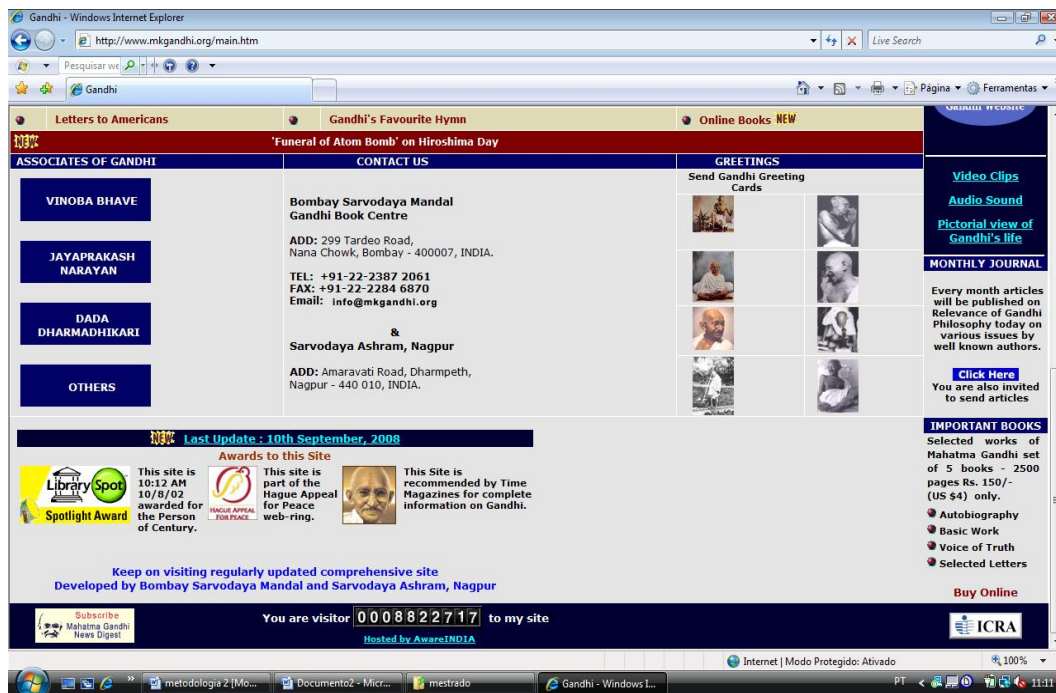 Gandhi - Windows Internet Explorer
http://www.mkgandhi.org/main.htm
Live Search
Pesquisar we
Gandhi
Página
Ferramentas
Letters to Americans
Gandhi's Favourite Hymn
Online Books NEW
NEW
'Funeral of Atom Bomb' on Hiroshima Day
ASSOCIATES OF GANDHI
VINOBA BHAVE
JAYAPRAKASH
NARAYAN
DADA
DHARMADHIKARI
OTHERS
CONTACT US
Bombay Sarvodaya Mandal
Gandhi Book Centre
ADD: 299 Tardeo Road,
Nana Chowk, Bombay - 400007, INDIA.
TEL: +91-22-2387 2061
FAX: +91-22-2284 6870
Email: info@mkgandhi.org
&
Sarvodaya Ashram, Nagpur
ADD: Amaravati Road, Dharmpeth,
Nagpur - 440 010, INDIA.
GREETINGS
Send Gandhi Greeting
Cards
Gandhi Website
Video Clips
Audio Sound
Pictorial view of
Gandhi's life
MONTHLY JOURNAL
Every month articles
will be published on
Relevance of Gandhi
Philosophy today on
various issues by
well known authors.
Click Here
You are also invited
to send articles
IMPORTANT BOOKS
Selected works of
Mahatma Gandhi set
of 5 books - 2500
pages Rs. 150/-
(US $4) only.
Autobiography
Basic Work
Voice of Truth
Selected Letters
Buy Online
NEW Last Update : 10th September, 2008
Awards to this Site
Library Spot
Spotlight Award
This site is
10:12 AM
10/8/02
awarded for
the Person
of Century.
HAGUE APPEAL
FOR PEACE
This site is
part of the
Hague Appeal
for Peace
web-ring.
This Site is
recommended by Time
Magazines for complete
information on Gandhi.
Keep on visiting regularly updated comprehensive site
Developed by Bombay Sarvodaya Mandal and Sarvodaya Ashram, Nagpur
Subscribe
Mahatma Gandhi
News Digest
You are visitor 0008822717 to my site
Hosted by AwareINDIA
ICRA
Internet | Modo Protegido: Ativado
100%
metodologia 2 [Mo...
Documento2 - Micr...
mestrado
Gandhi - Windows I...
PT
11:11